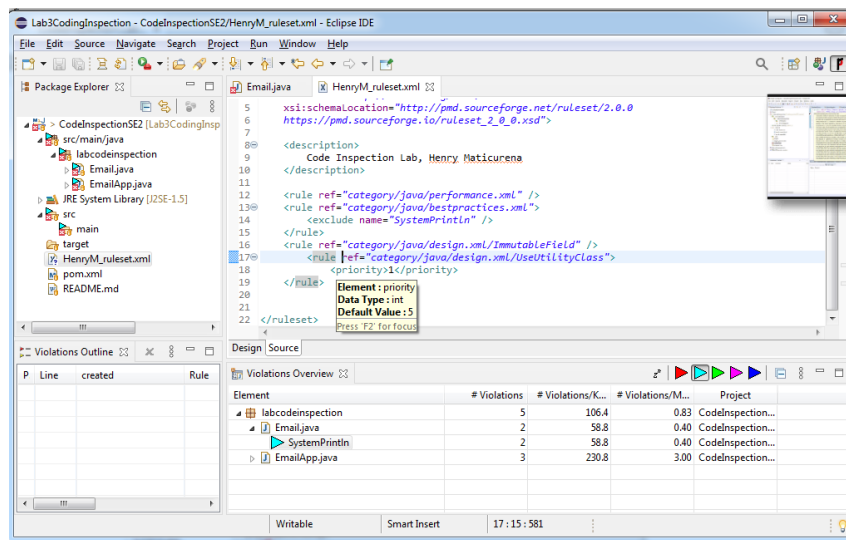 Lab3CodingInspection - CodeInspectionSE2/HenryM_ruleset.xml - Eclipse IDE
File Edit Source Navigate Search Project Run Window Help
Package Explorer
> CodeInspectionSE2 [Lab3CodingInsp
src/main/java
labcodeinspection
Email.java
EmailApp.java
JRE System Library [J2SE-1.5]
src
main
target
HenryM_ruleset.xml
pom.xml
README.md
Email.java HenryM_ruleset.xml
5 xsi:schemaLocation="http://pmd.sourceforge.net/ruleset/2.0.0
6 https://pmd.sourceforge.io/ruleset_2_0_0.xsd">
7
8 <description>
9 Code Inspection Lab, Henry Maticurena
10 </description>
11
12 <rule ref="category/java/performance.xml" />
13 <rule ref="category/java/bestpractices.xml">
14 <exclude name="SystemPrintln" />
15 </rule>
16 <rule ref="category/java/design.xml/ImmutableField" />
17 <rule ref="category/java/design.xml/UseUtilityClass">
18 <priority>1</priority>
19 </rule>
20
21
22 </ruleset>
Element : priority
Data Type : int
Default Value : 5
Press 'F2' for focus
Design Source
Violations Outline
P Line created Rule
Violations Overview
Element # Violations # Violations/K... # Violations/M... Project
labcodeinspection 5 106.4 0.83 CodeInspection...
Email.java 2 58.8 0.40 CodeInspection...
SystemPrintln 2 58.8 0.40 CodeInspection...
EmailApp.java 3 230.8 3.00 CodeInspection...
Writable Smart Insert 17 : 15 : 581